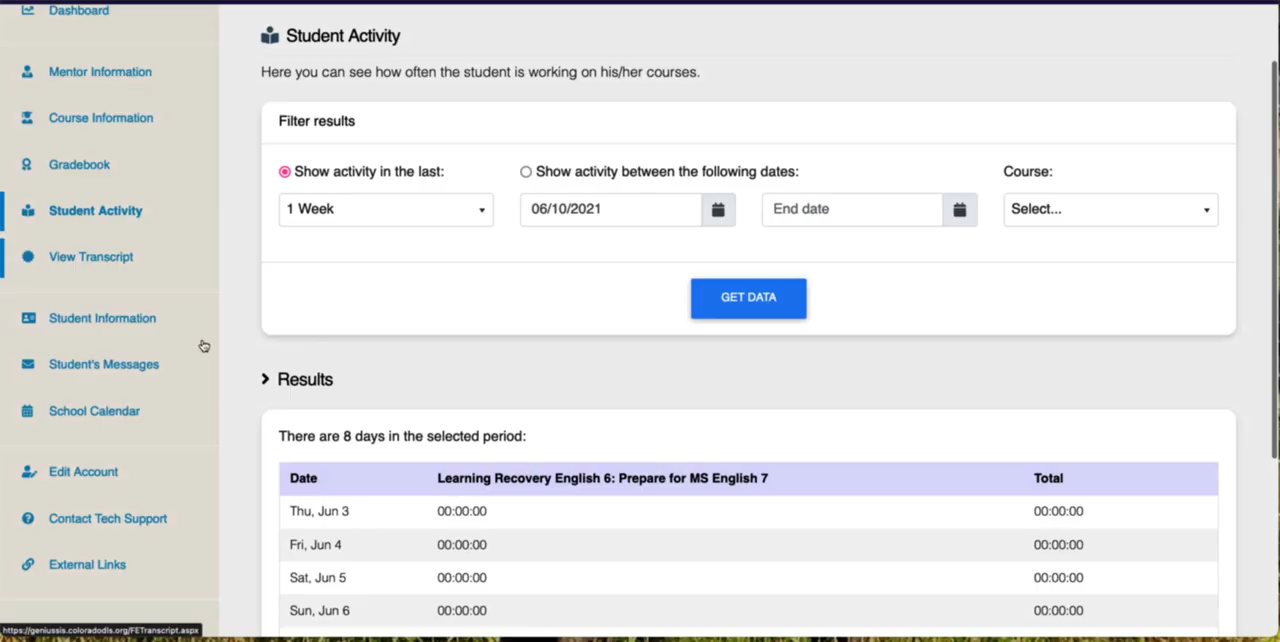 Dashboard
Mentor Information
Course Information
Gradebook
Student Activity
View Transcript
Student Information
Student's Messages
School Calendar
Edit Account
Contact Tech Support
External Links
https://geniussis.coloradodls.org/FETranscript.aspx
Student Activity
Here you can see how often the student is working on his/her courses.
Filter results
Show activity in the last: Show activity between the following dates: Course:
1 Week 06/10/2021 End date Select...
GET DATA
Results
There are 8 days in the selected period:
Date Learning Recovery English 6: Prepare for MS English 7 Total
Thu, Jun 3 00:00:00 00:00:00
Fri, Jun 4 00:00:00 00:00:00
Sat, Jun 5 00:00:00 00:00:00
Sun, Jun 6 00:00:00 00:00:00